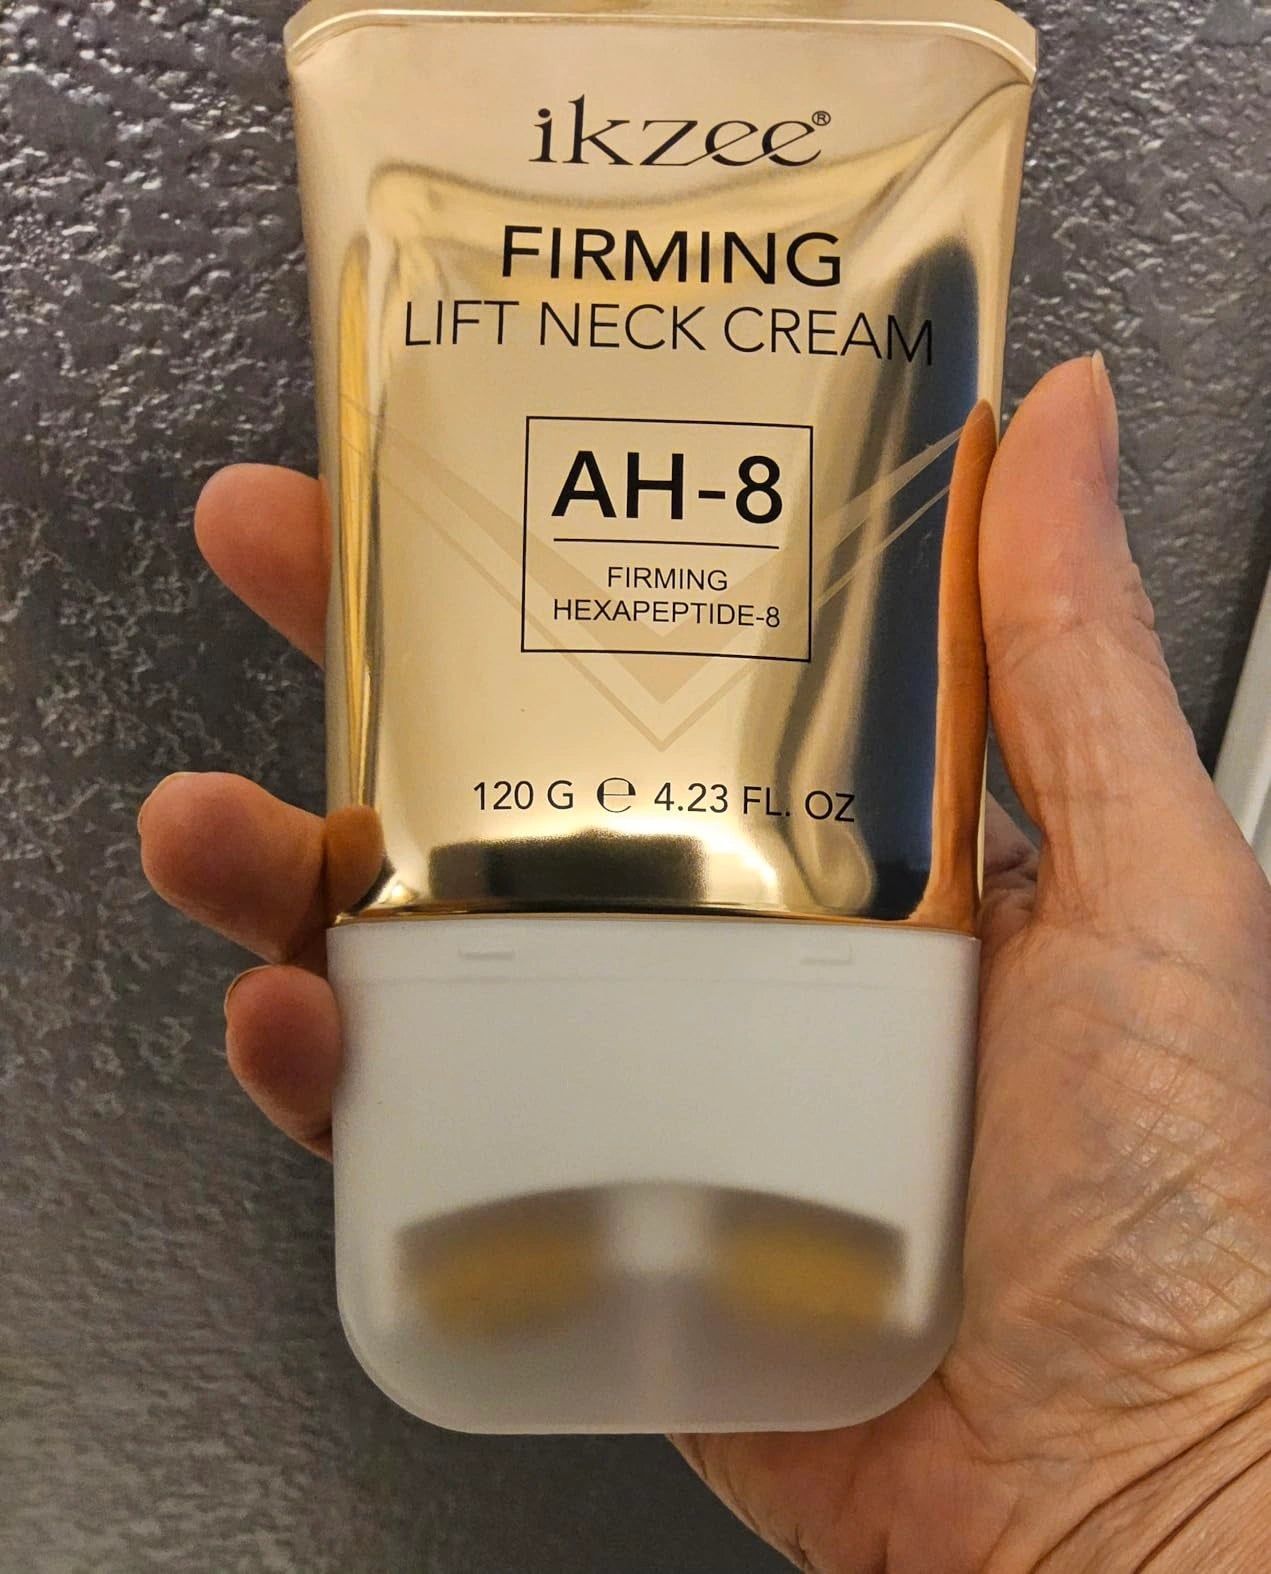 ikzee®
FIRMING
LIFT NECK CREAM
AH-8
FIRMING
HEXAPEPTIDE-8
120 G ℮ 4.23 FL. OZ